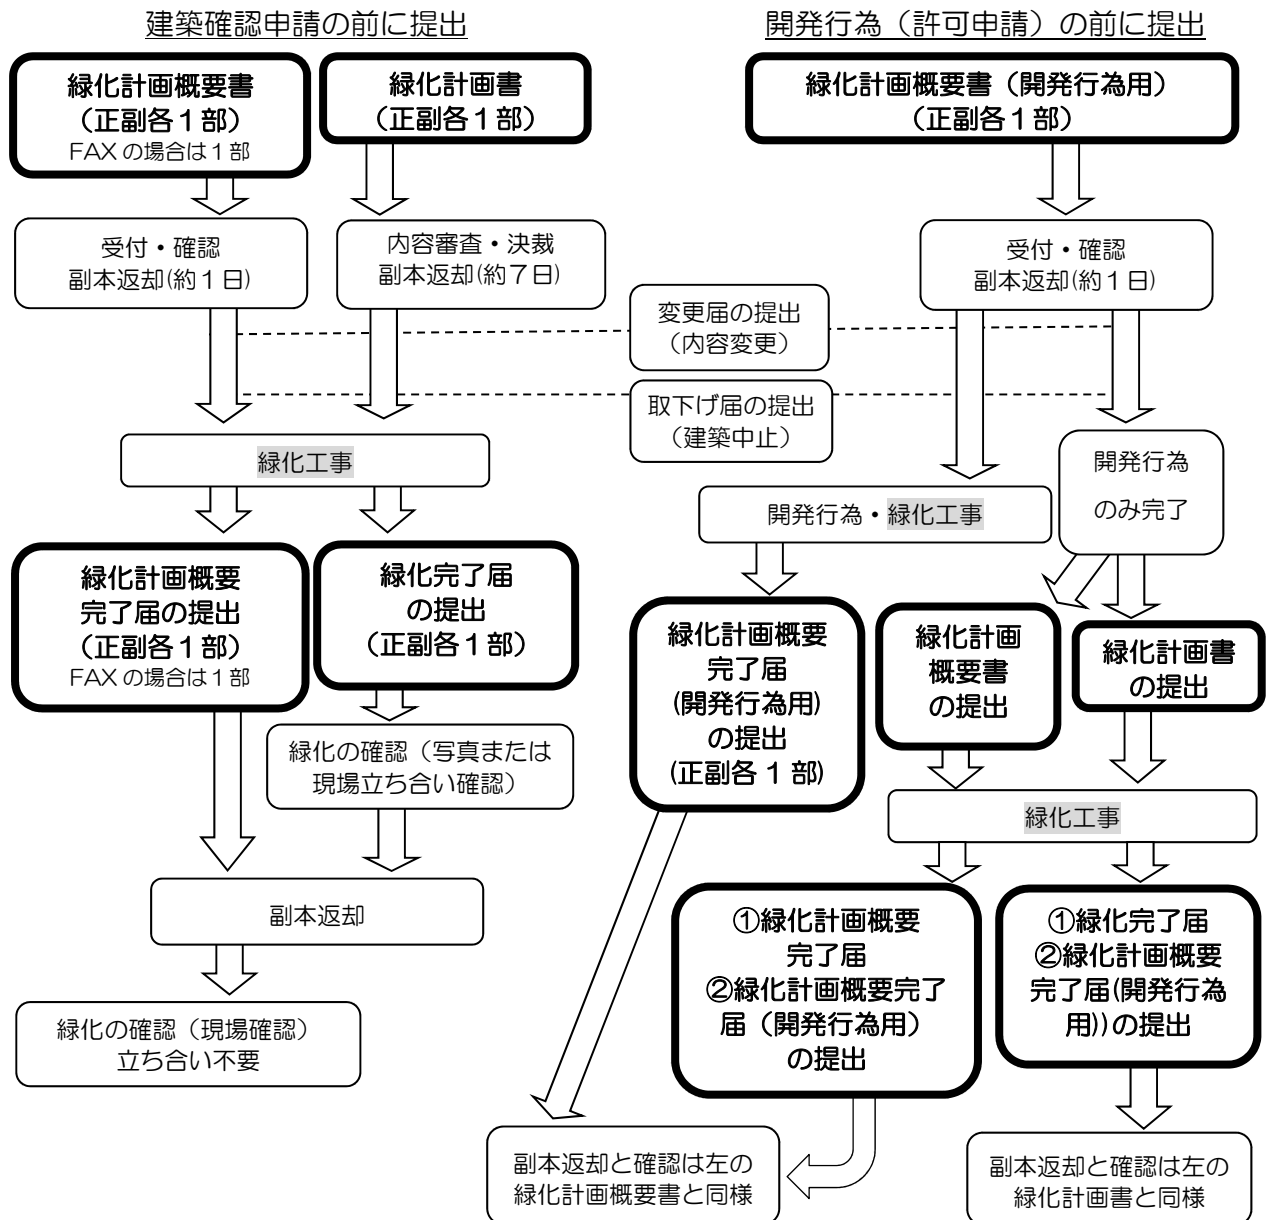 建築確認申請の前に提出
緑化計画概要書
（正副各１部）
FAX の場合は１部
緑化計画書
（正副各１部）
受付・確認
副本返却(約１日)
内容審査・決裁
副本返却(約７日)
変更届の提出
（内容変更）
取下げ届の提出
（建築中止）
緑化工事
緑化計画概要
完了届の提出
（正副各１部）
FAX の場合は１部
緑化完了届
の提出
（正副各１部）
緑化の確認（写真または
現場立ち合い確認）
副本返却
緑化の確認（現場確認）
立ち合い不要
開発行為（許可申請）の前に提出
緑化計画概要書（開発行為用）
（正副各１部）
受付・確認
副本返却(約１日)
開発行為・緑化工事
開発行為
のみ完了
緑化計画概要
完了届
(開発行為用)
の提出
(正副各 1 部)
緑化計画
概要書
の提出
緑化計画書
の提出
緑化工事
①緑化計画概要
完了届
②緑化計画概要完了
届（開発行為用）
の提出
①緑化完了届
②緑化計画概要
完了届(開発行為
用))の提出
副本返却と確認は左の
緑化計画概要書と同様
副本返却と確認は左の
緑化計画書と同様